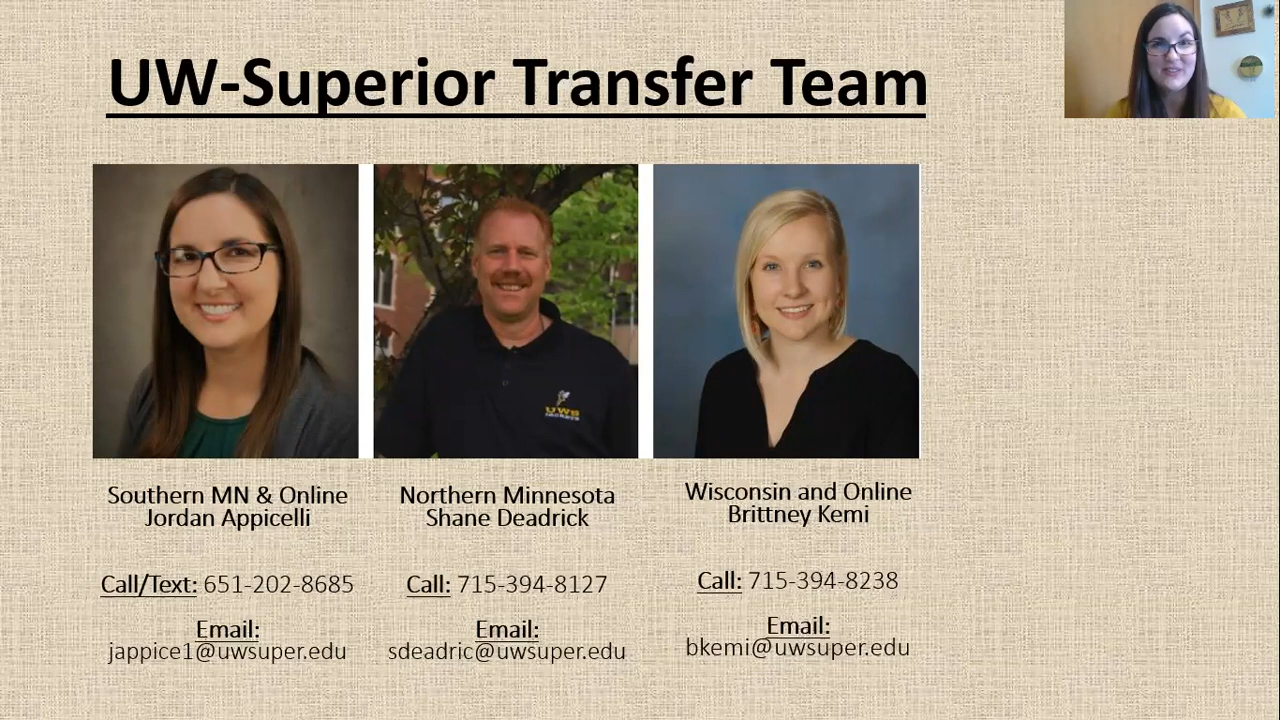 UW-Superior Transfer Team
UWS
Southern MN & Online
Jordan Appicelli
Call/Text: 651-202-8685
Email:
jappice1@uwsuper.edu
Northern Minnesota
Shane Deadrick
Call: 715-394-8127
Email:
sdeadric@uwsuper.edu
Wisconsin and Online
Brittney Kemi
Call: 715-394-8238
Email:
bkemi@uwsuper.edu